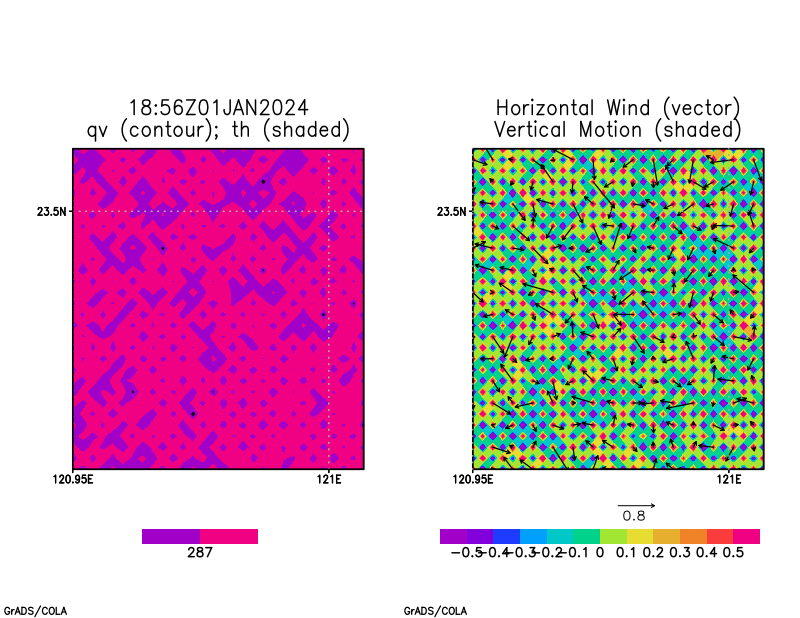 18:56Z01JAN2024
qv (contour); th (shaded)
23.5N
120.95E 121E
287
Horizontal Wind (vector)
Vertical Motion (shaded)
23.5N
120.95E 121E
0.8
-0.5 -0.4 -0.3 -0.2 -0.1 0 0.1 0.2 0.3 0.4 0.5
GrADS/COLA
GrADS/COLA